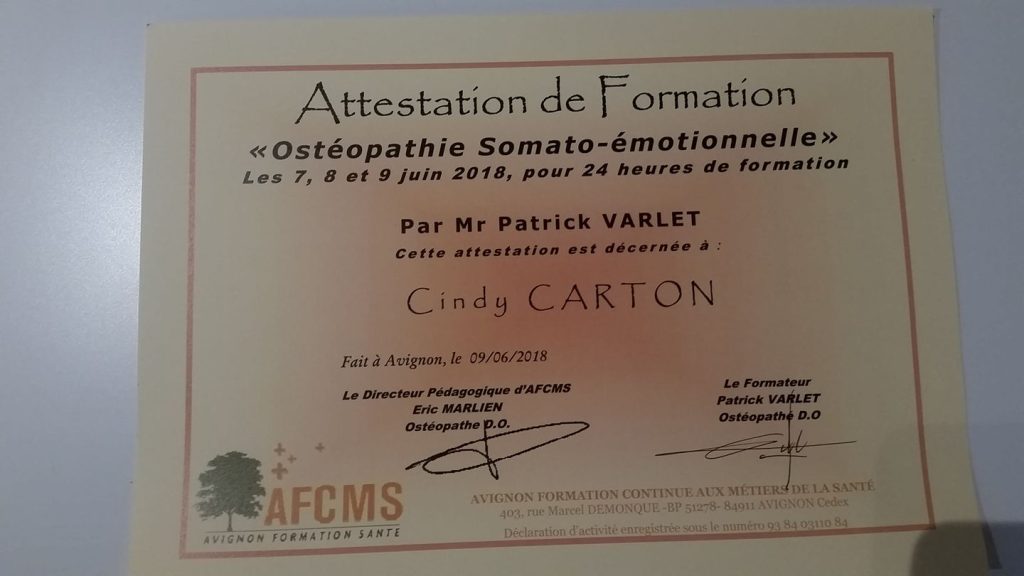 Attestation de Formation
«Ostéopathie Somato-émotionnelle»
Les 7, 8 et 9 juin 2018, pour 24 heures de formation
Par Mr Patrick VARLET
Cette attestation est décernée à :
Cindy CARTON
Fait à Avignon, le 09/06/2018
Le Directeur Pédagogique d'AFCMS
Eric MARLIEN
Ostéopathe D.O.
Le Formateur
Patrick VARLET
Ostéopathe D.O
AFCMS
AVIGNON FORMATION SANTE
AVIGNON FORMATION CONTINUE AUX MÉTIERS DE LA SANTÉ
403, rue Marcel DEMONQUE -BP 51278- 84911 AVIGNON Cedex
Déclaration d'activité enregistrée sous le numéro 93 84 03110 84